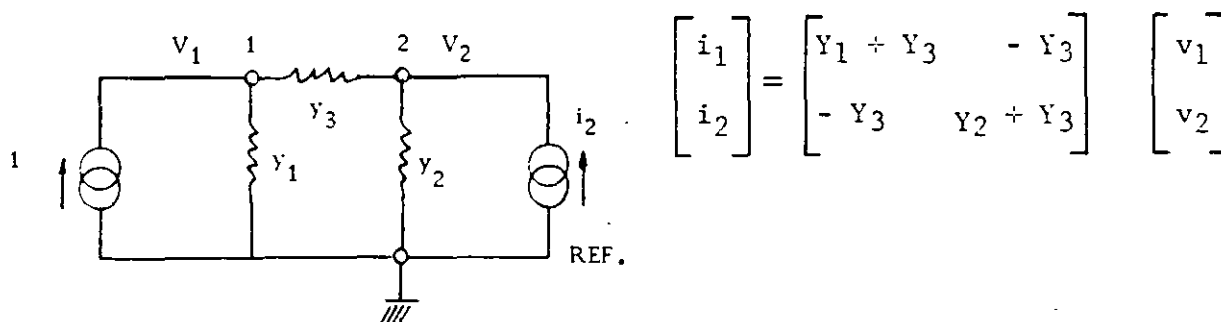 V1 1 2 V2
y3
1 y1 y2 i2
REF.
[i1] = [Y1 + Y3 - Y3] [v1]
[i2] [- Y3 Y2 + Y3] [v2]